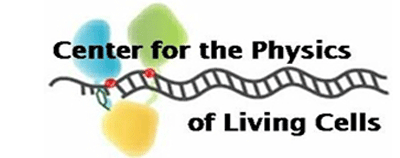 Center for the Physics
of Living Cells